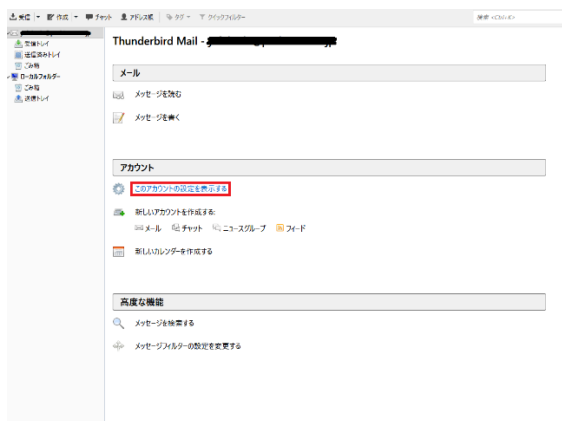 受信 作成 チャット アドレス帳 タグ クイックフィルター 検索 <Ctrl+K>
受信トレイ
送信済みトレイ
ごみ箱
ローカルフォルダー
ごみ箱
送信トレイ
Thunderbird Mail -
メール
メッセージを読む
メッセージを書く
アカウント
このアカウントの設定を表示する
新しいアカウントを作成する:
メール チャット ニュースグループ フィード
新しいカレンダーを作成する
高度な機能
メッセージを検索する
メッセージフィルターの設定を変更する